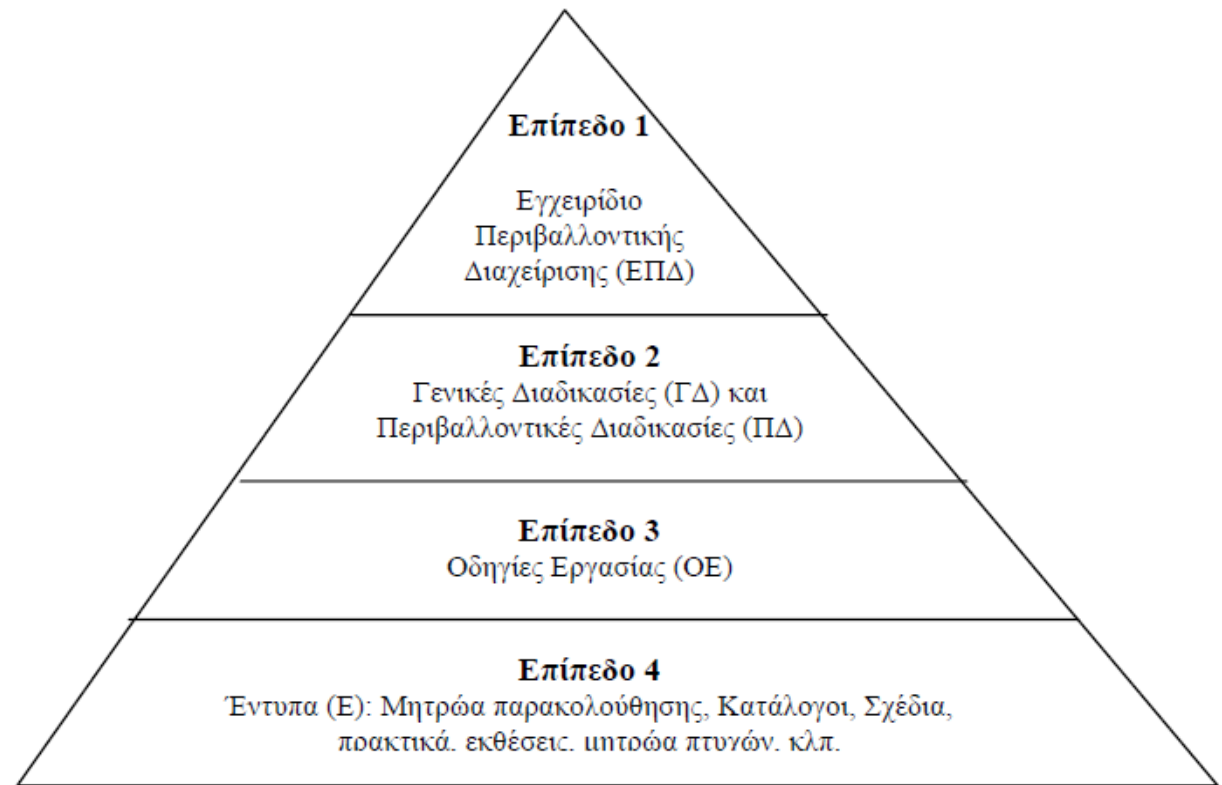 Επίπεδο 1
Εγχειρίδιο
Περιβαλλοντικής
Διαχείρισης (ΕΠΔ)
Επίπεδο 2
Γενικές Διαδικασίες (ΓΔ) και
Περιβαλλοντικές Διαδικασίες (ΠΔ)
Επίπεδο 3
Οδηγίες Εργασίας (ΟΕ)
Επίπεδο 4
Έντυπα (Ε): Μητρώα παρακολούθησης, Κατάλογοι, Σχέδια,
πρακτικά, εκθέσεις, μητρώα πτυχών, κλπ.